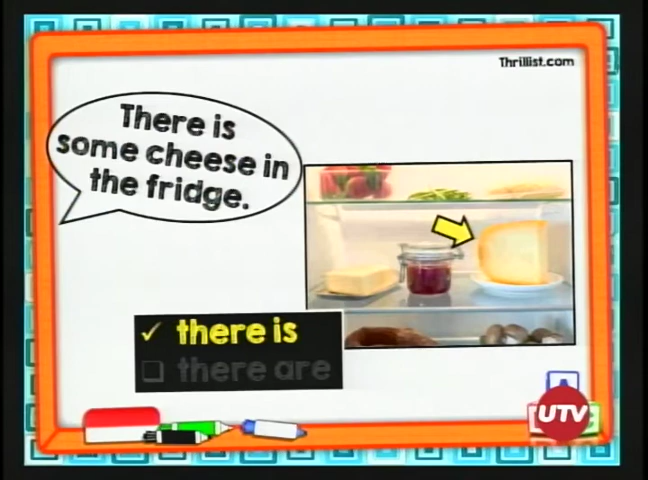 Thrillist.com
There is
some cheese in
the fridge.
✓ there is
❑ there are
A
UTV